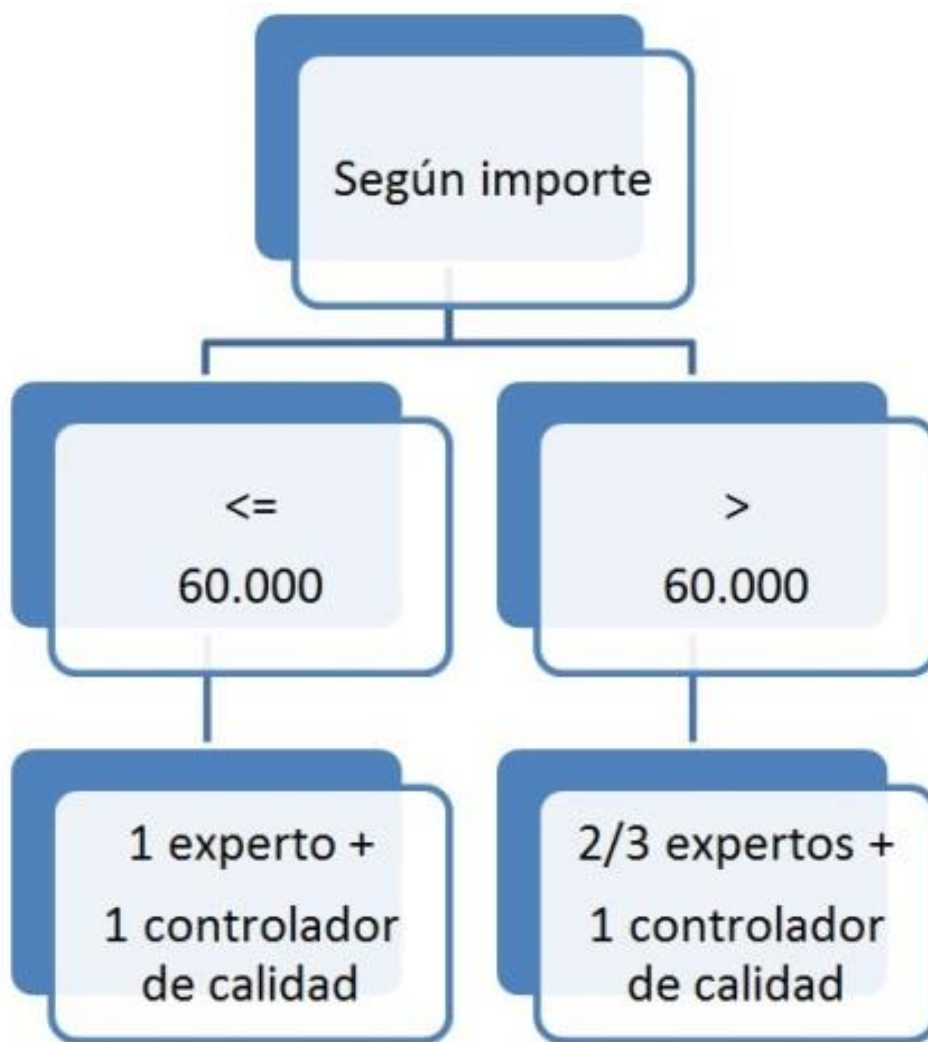 Según importe
<=
60.000
>
60.000
1 experto +
1 controlador
de calidad
2/3 expertos +
1 controlador
de calidad